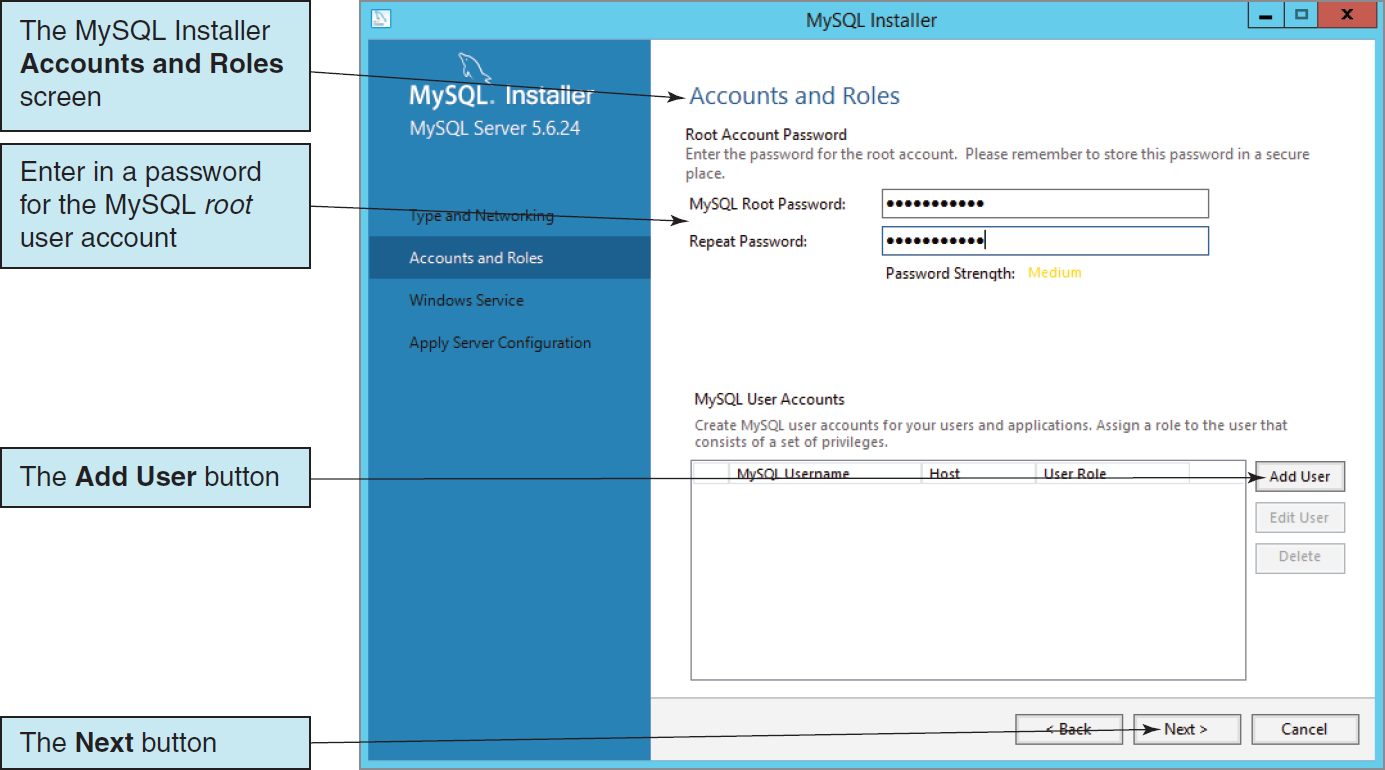 The MySQL Installer
Accounts and Roles
screen
Enter in a password
for the MySQL root
user account
The Add User button
The Next button
MySQL Installer
MySQL. Installer
MySQL Server 5.6.24
Type and Networking
Accounts and Roles
Windows Service
Apply Server Configuration
Accounts and Roles
Root Account Password
Enter the password for the root account.  Please remember to store this password in a secure
place.
MySQL Root Password: ●●●●●●●●●●●
Repeat Password: ●●●●●●●●●●●
Password Strength: Medium
MySQL User Accounts
Create MySQL user accounts for your users and applications. Assign a role to the user that
consists of a set of privileges.
MySQL Username Host User Role
Add User
Edit User
Delete
< Back Next > Cancel